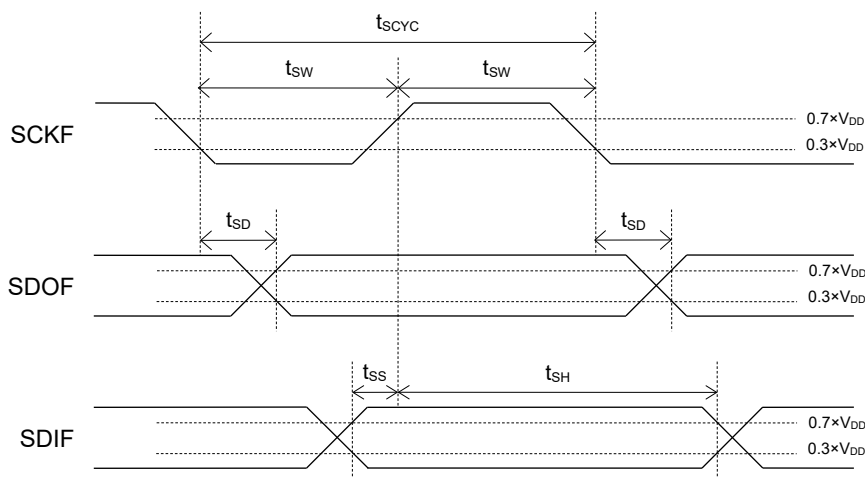 tSCYC
tSW tSW
SCKF
0.7×VDD
0.3×VDD
tSD tSD
SDOF
0.7×VDD
0.3×VDD
tSS tSH
SDIF
0.7×VDD
0.3×VDD